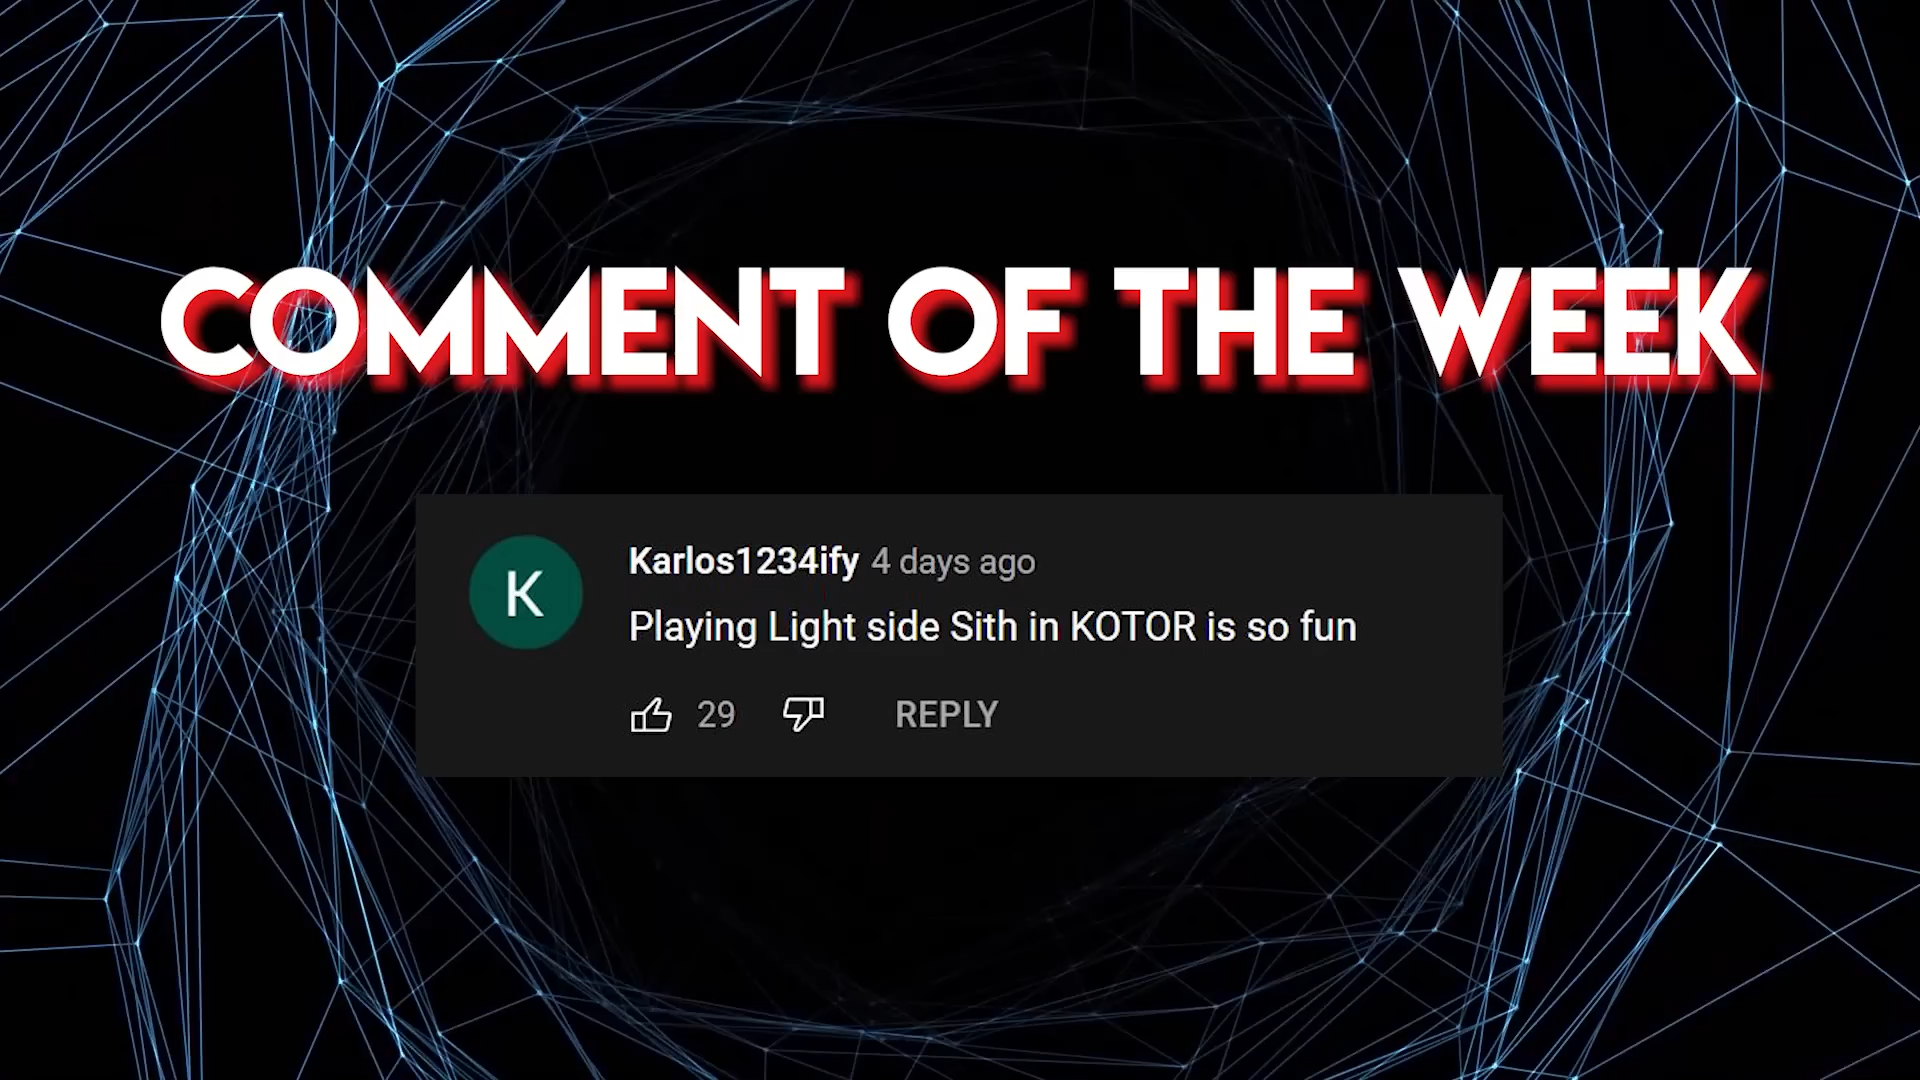 COMMENT OF THE WEEK
K
Karlos1234ify 4 days ago
Playing Light side Sith in KOTOR is so fun
29 REPLY